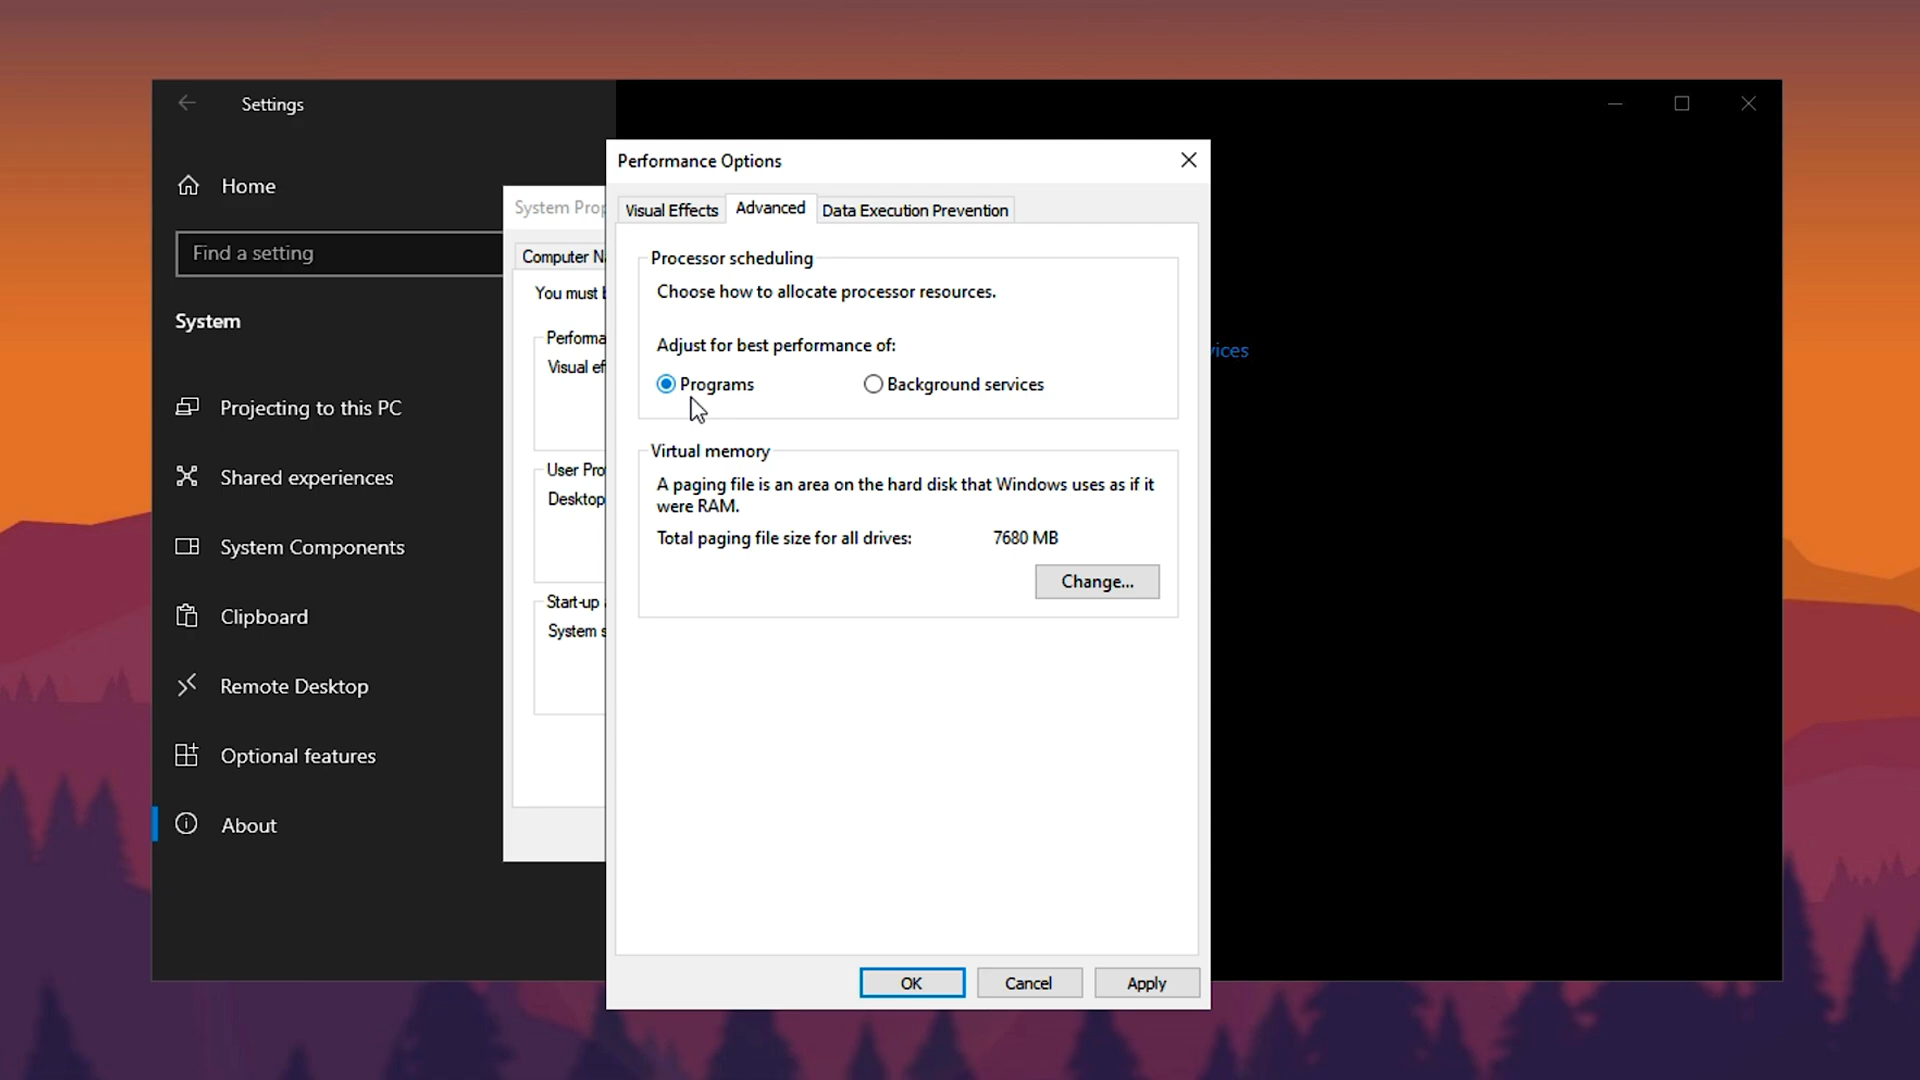 Settings
Home
Find a setting
System
Projecting to this PC
Shared experiences
System Components
Clipboard
Remote Desktop
Optional features
About
System Prop
Computer Na
You must b
Performa
Visual ef
User Pro
Desktop
Start-up a
System s
Performance Options
Visual Effects
Advanced
Data Execution Prevention
Processor scheduling
Choose how to allocate processor resources.
Adjust for best performance of:
Programs
Background services
Virtual memory
A paging file is an area on the hard disk that Windows uses as if it
were RAM.
Total paging file size for all drives: 7680 MB
Change...
OK
Cancel
Apply
vices